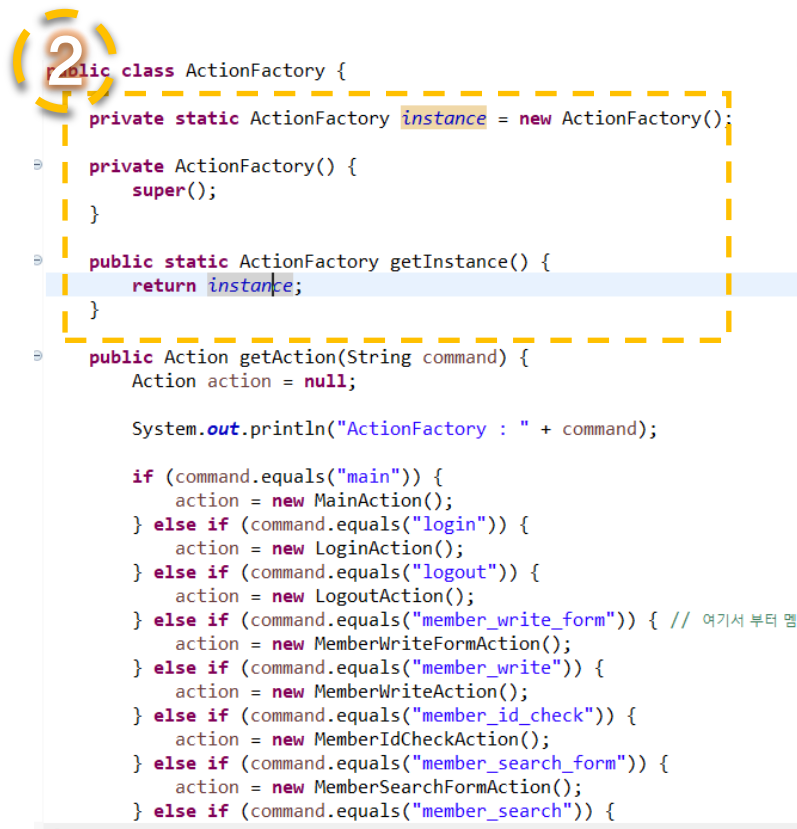 2
public class ActionFactory {
private static ActionFactory instance = new ActionFactory();
private ActionFactory() {
super();
}
public static ActionFactory getInstance() {
return instance;
}
public Action getAction(String command) {
Action action = null;
System.out.println("ActionFactory : " + command);
if (command.equals("main")) {
action = new MainAction();
} else if (command.equals("login")) {
action = new LoginAction();
} else if (command.equals("logout")) {
action = new LogoutAction();
} else if (command.equals("member_write_form")) { // 여기서 부터 멤
action = new MemberWriteFormAction();
} else if (command.equals("member_write")) {
action = new MemberWriteAction();
} else if (command.equals("member_id_check")) {
action = new MemberIdCheckAction();
} else if (command.equals("member_search_form")) {
action = new MemberSearchFormAction();
} else if (command.equals("member_search")) {